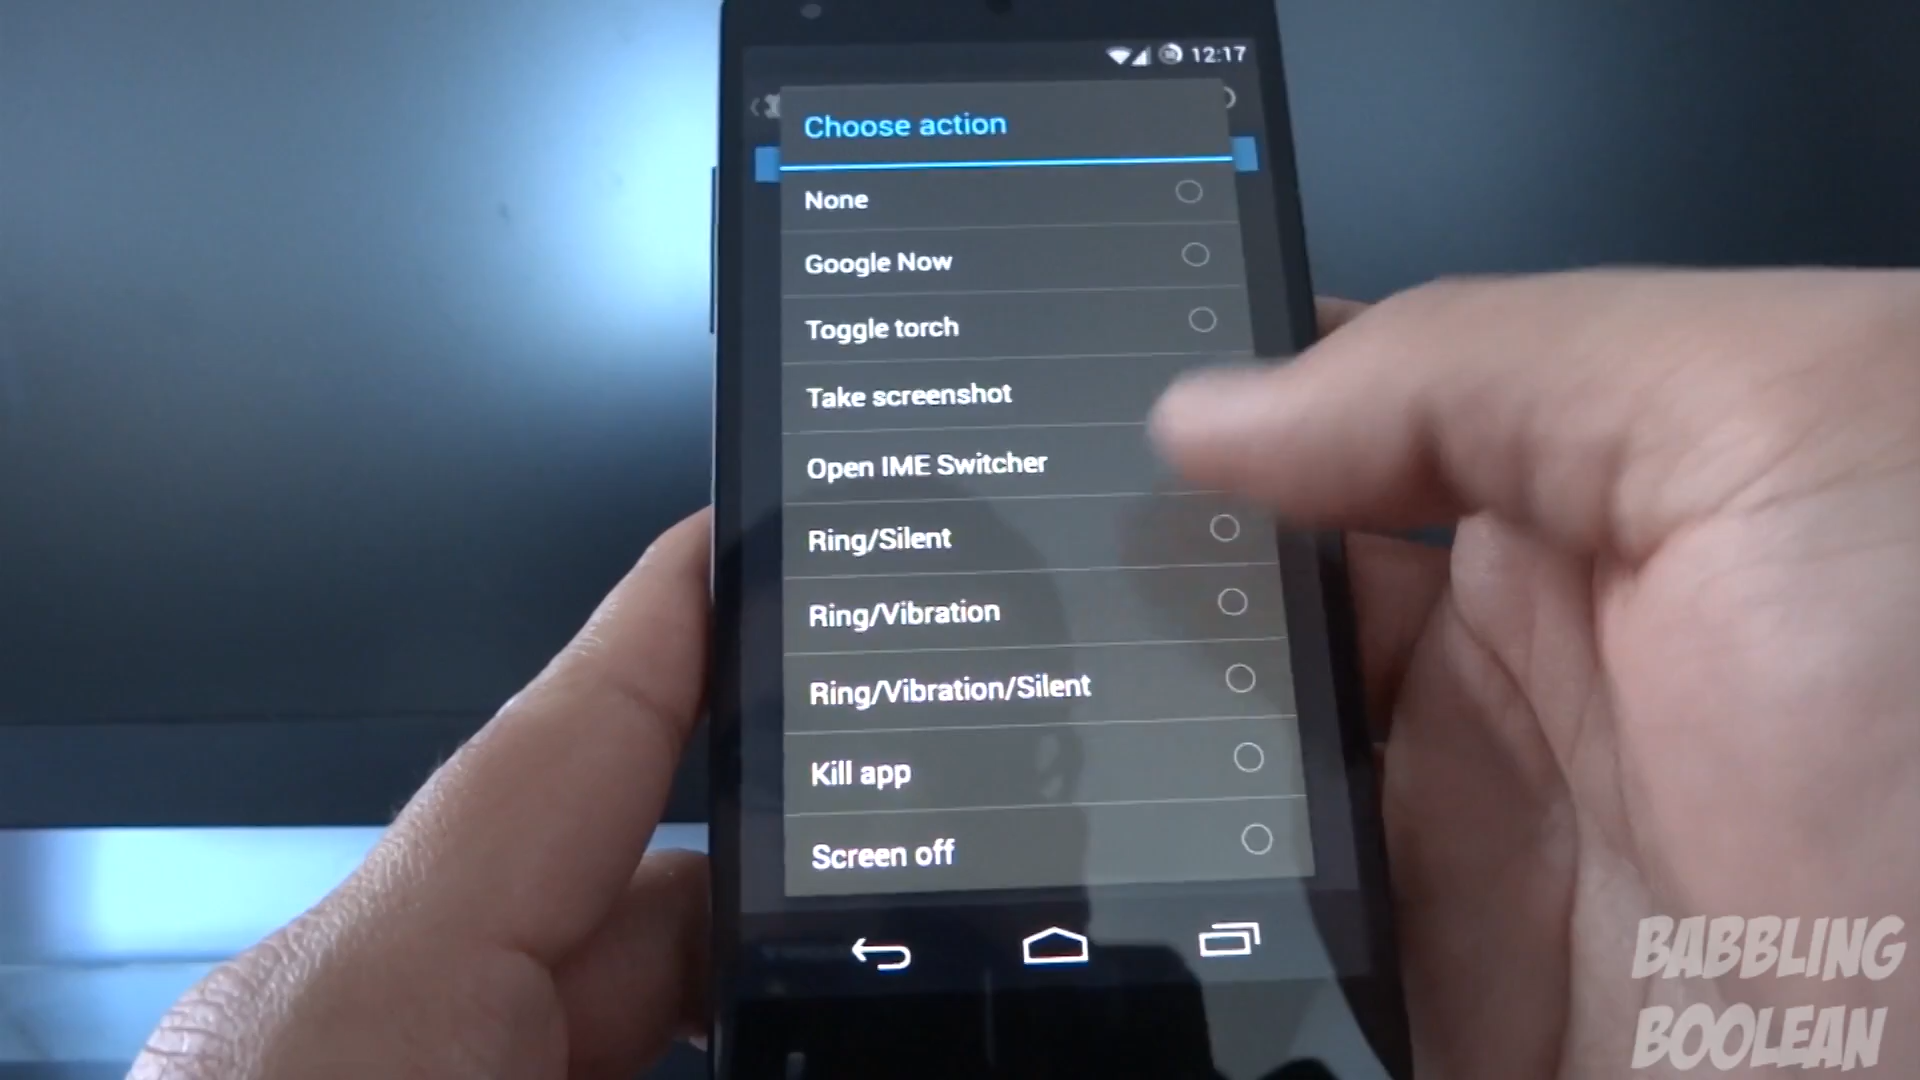 12:17
Choose action
None
Google Now
Toggle torch
Take screenshot
Open IME Switcher
Ring/Silent
Ring/Vibration
Ring/Vibration/Silent
Kill app
Screen off
BABBLING
BOOLEAN